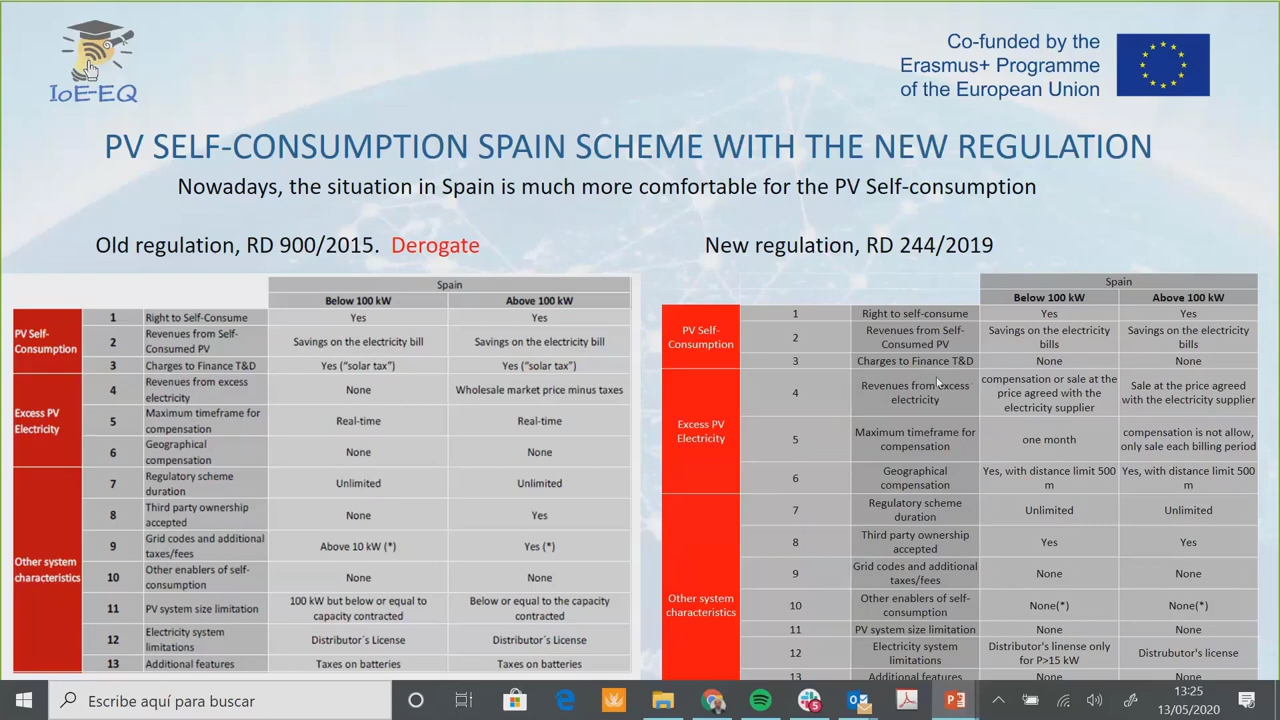 IoE-EQ
Co-funded by the
Erasmus+ Programme
of the European Union
PV SELF-CONSUMPTION SPAIN SCHEME WITH THE NEW REGULATION
Nowadays, the situation in Spain is much more comfortable for the PV Self-consumption
Old regulation, RD 900/2015. Derogate
Spain
Below 100 kW Above 100 kW
PV Self-
Consumption
1 Right to Self-Consume Yes Yes
2 Revenues from Self-
Consumed PV Savings on the electricity bill Savings on the electricity bill
3 Charges to Finance T&D Yes (“solar tax”) Yes (“solar tax”)
Excess PV
Electricity
4 Revenues from excess
electricity None Wholesale market price minus taxes
5 Maximum timeframe for
compensation Real-time Real-time
6 Geographical
compensation None None
Other system
characteristics
7 Regulatory scheme
duration Unlimited Unlimited
8 Third party ownership
accepted None Yes
9 Grid codes and additional
taxes/fees Above 10 kW (*) Yes (*)
10 Other enablers of self-
consumption None None
11 PV system size limitation 100 kW but below or equal to
capacity contracted Below or equal to the capacity
contracted
12 Electricity system
limitations Distributor´s License Distributor´s License
13 Additional features Taxes on batteries Taxes on batteries
New regulation, RD 244/2019
Spain
Below 100 kW Above 100 kW
PV Self-
Consumption
1 Right to self-consume Yes Yes
2 Revenues from Self-
Consumed PV Savings on the electricity
bills Savings on the electricity
bills
3 Charges to Finance T&D None None
Excess PV
Electricity
4 Revenues from excess
electricity compensation or sale at the
price agreed with the
electricity supplier Sale at the price agreed
with the electricity supplier
5 Maximum timeframe for
compensation one month compensation is not allow,
only sale each billing period
6 Geographical
compensation Yes, with distance limit 500
m Yes, with distance limit 500
m
Other system
characteristics
7 Regulatory scheme
duration Unlimited Unlimited
8 Third party ownership
accepted Yes Yes
9 Grid codes and additional
taxes/fees None None
10 Other enablers of self-
consumption None(*) None(*)
11 PV system size limitation None None
12 Electricity system
limitations Distributor's linense only
for P>15 kW Distrubutor's license
13 Additional features None None
Escribe aquí para buscar
13:25
13/05/2020